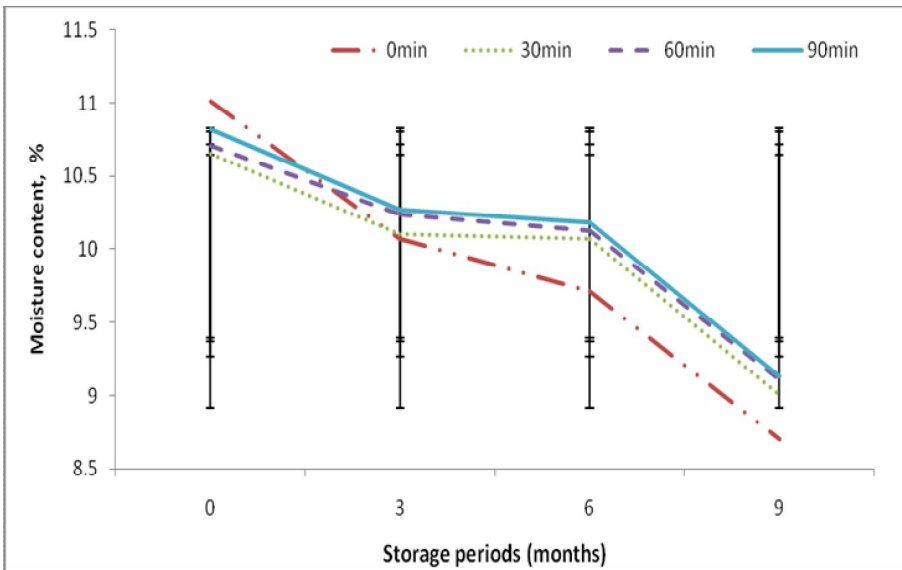 11.5
0min 30min 60min 90min
11
10.5
10
9.5
9
8.5
Moisture content, %
0 3 6 9
Storage periods (months)